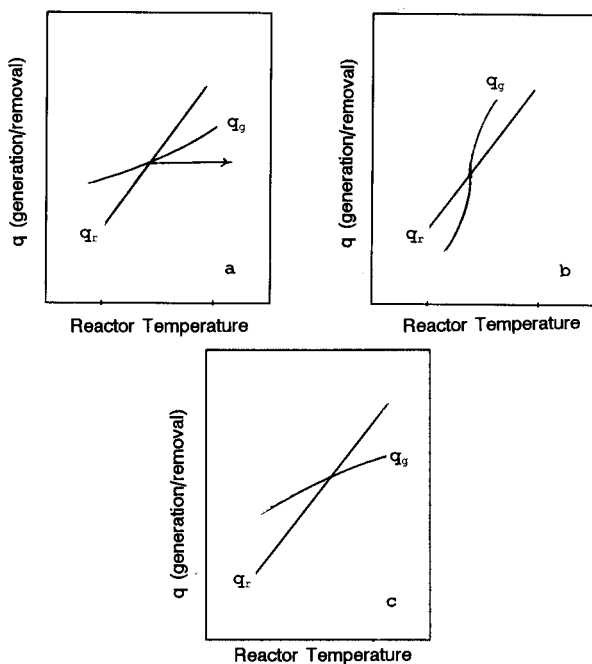 q (generation/removal)
q_g
q_r
a
Reactor Temperature
q (generation/removal)
q_g
q_r
b
Reactor Temperature
q (generation/removal)
q_g
q_r
c
Reactor Temperature